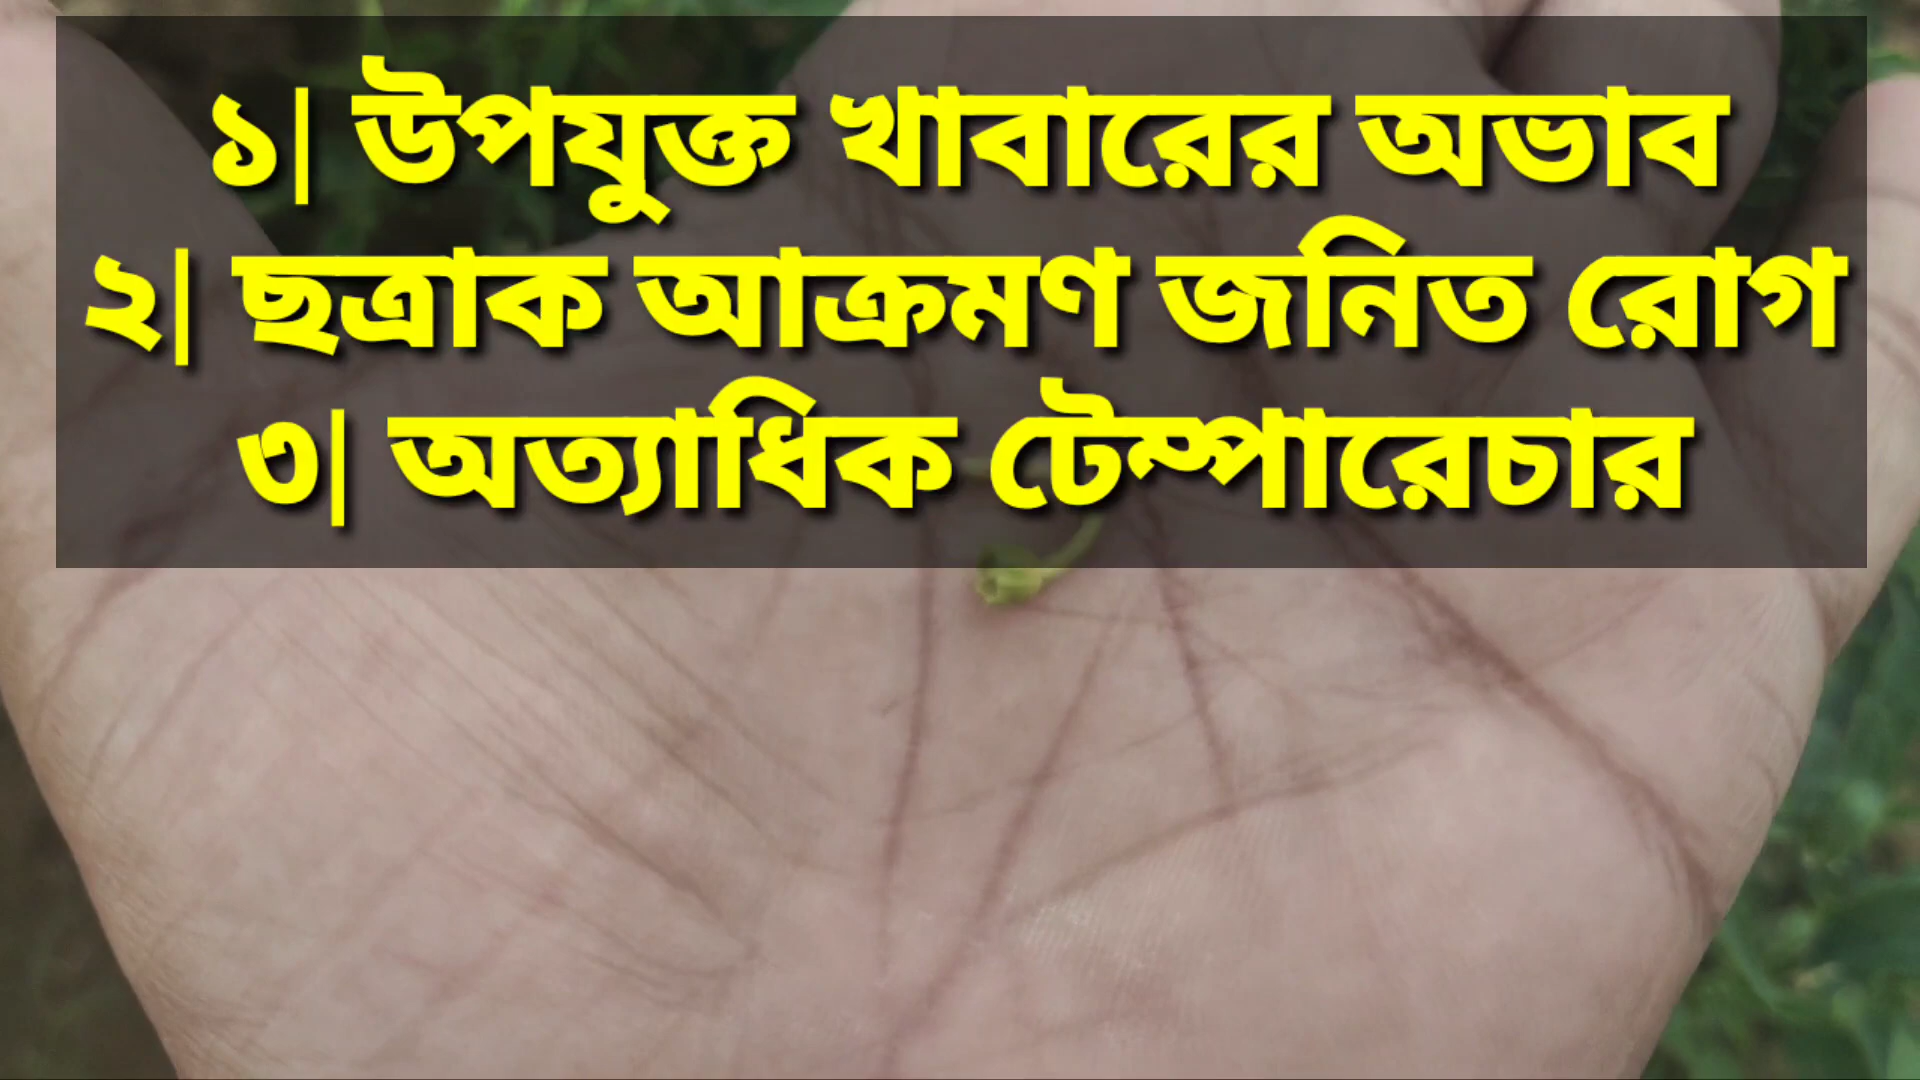 ১| উপযুক্ত খাবারের অভাব
২| ছত্রাক আক্রমণ জনিত রোগ
৩| অত্যাধিক টেম্পারেচার